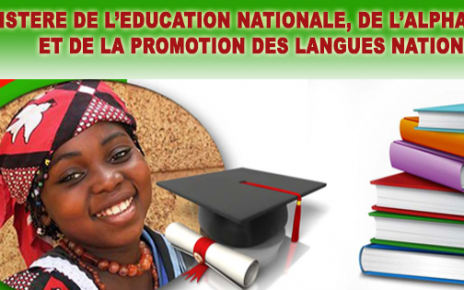 ISTERE DE L'EDUCATION NATIONALE, DE L'ALPHA
ET DE LA PROMOTION DES LANGUES NATION